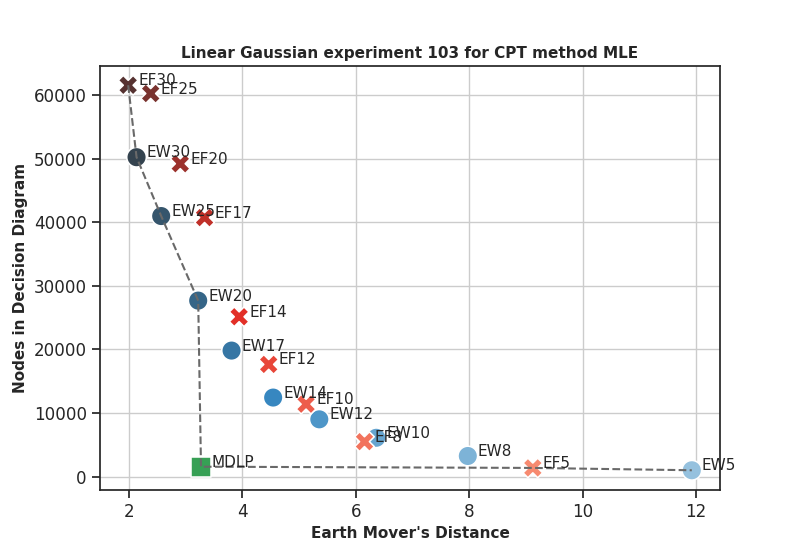 Linear Gaussian experiment 103 for CPT method MLE
Nodes in Decision Diagram
60000
50000
40000
30000
20000
10000
0
EF30
EF25
EW30
EF20
EW25
EF17
EW20
EF14
EW17
EF12
EW14
EF10
EW12
EW10
EF8
EW8
MDLP
EF5
EW5
2
4
6
8
10
12
Earth Mover's Distance